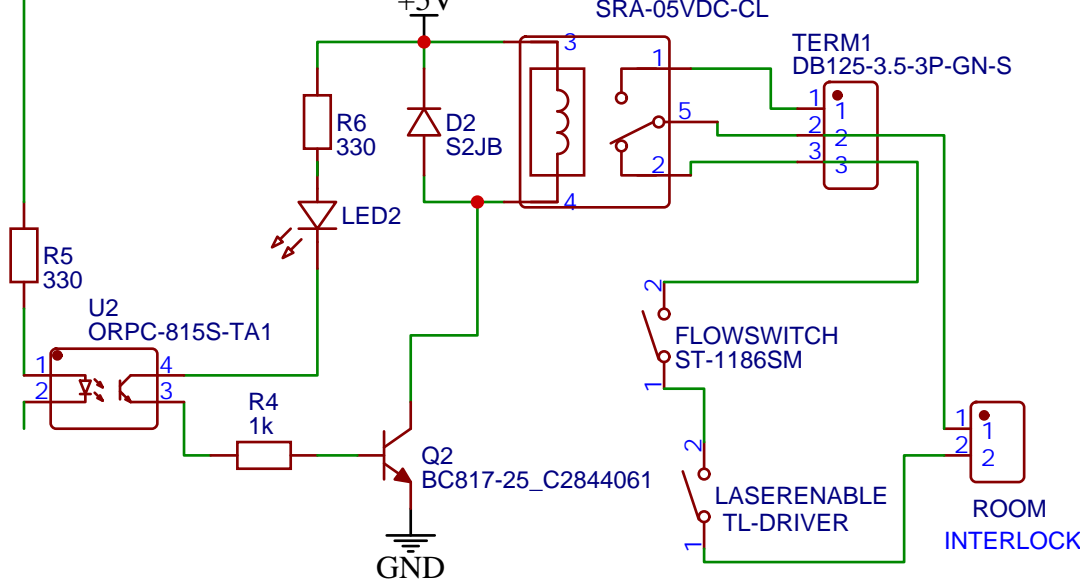 +5V
SRA-05VDC-CL
3
1
5
2
4
TERM1
DB125-3.5-3P-GN-S
1
1
2
2
3
3
R6
330
D2
S2JB
LED2
R5
330
U2
ORPC-815S-TA1
1
4
2
3
R4
1k
Q2
BC817-25_C2844061
GND
2
FLOWSWITCH
ST-1186SM
1
2
LASERENABLE
TL-DRIVER
1
1
1
2
2
ROOM
INTERLOCK